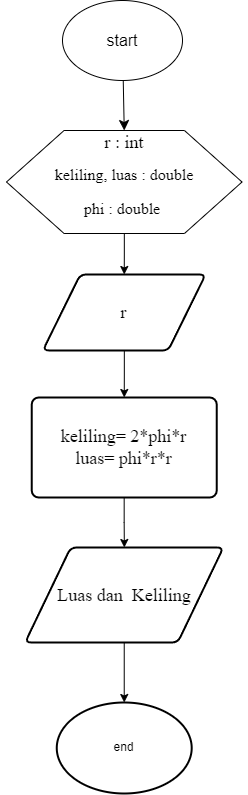 start
r : int
keliling, luas : double
phi : double
r
keliling= 2*phi*r
luas= phi*r*r
Luas dan  Keliling
end